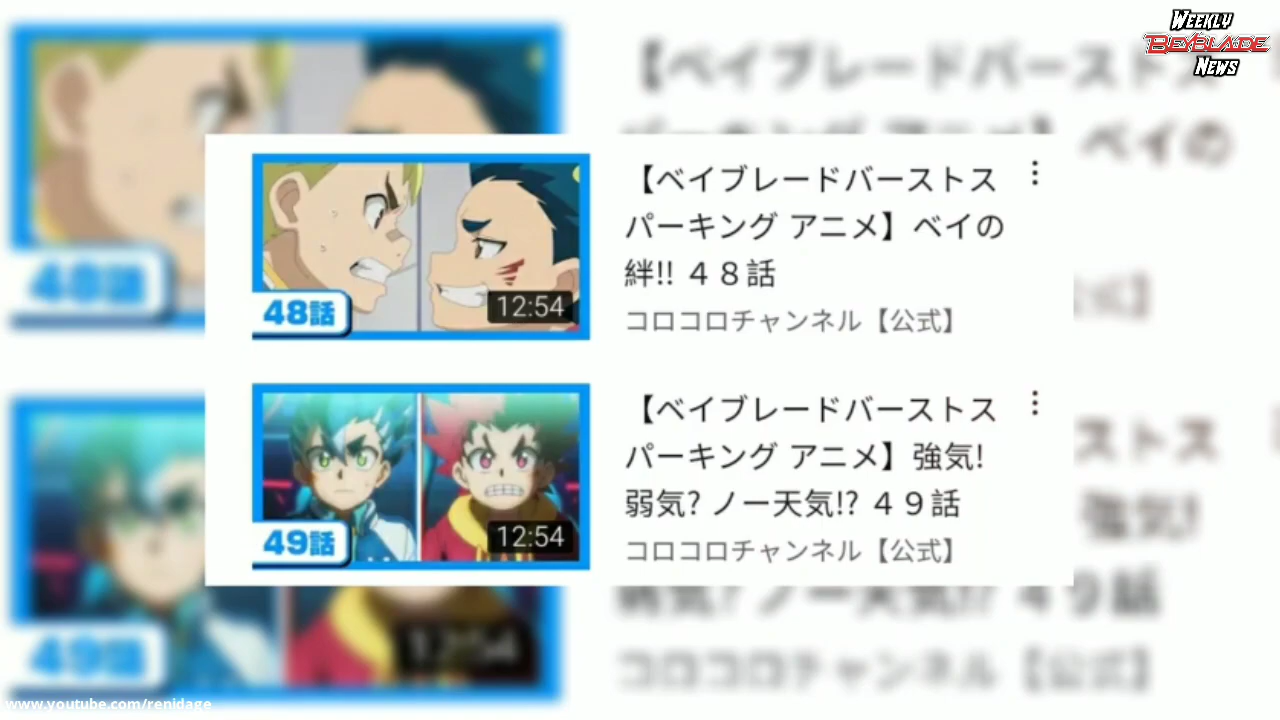 WEEKLY
BEYBLADE
NEWS
【ベイブレードバーストス
パーキング アニメ】ベイの
絆!! ４８話
コロコロチャンネル【公式】
48話
12:54
【ベイブレードバーストス
パーキング アニメ】強気!
弱気? ノー天気!? ４９話
コロコロチャンネル【公式】
49話
12:54
www.youtube.com/renidage